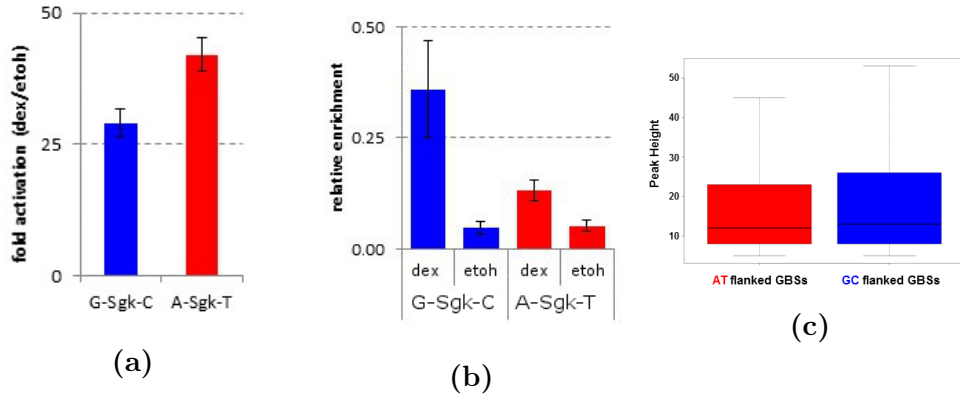 fold activation (dex/etoh)
50
25
0
G-Sgk-C A-Sgk-T
(a)
relative enrichment
0.50
0.25
0.00
dex etoh dex etoh
G-Sgk-C A-Sgk-T
(b)
Peak Height
50
40
30
20
10
AT flanked GBSs GC flanked GBSs
(c)